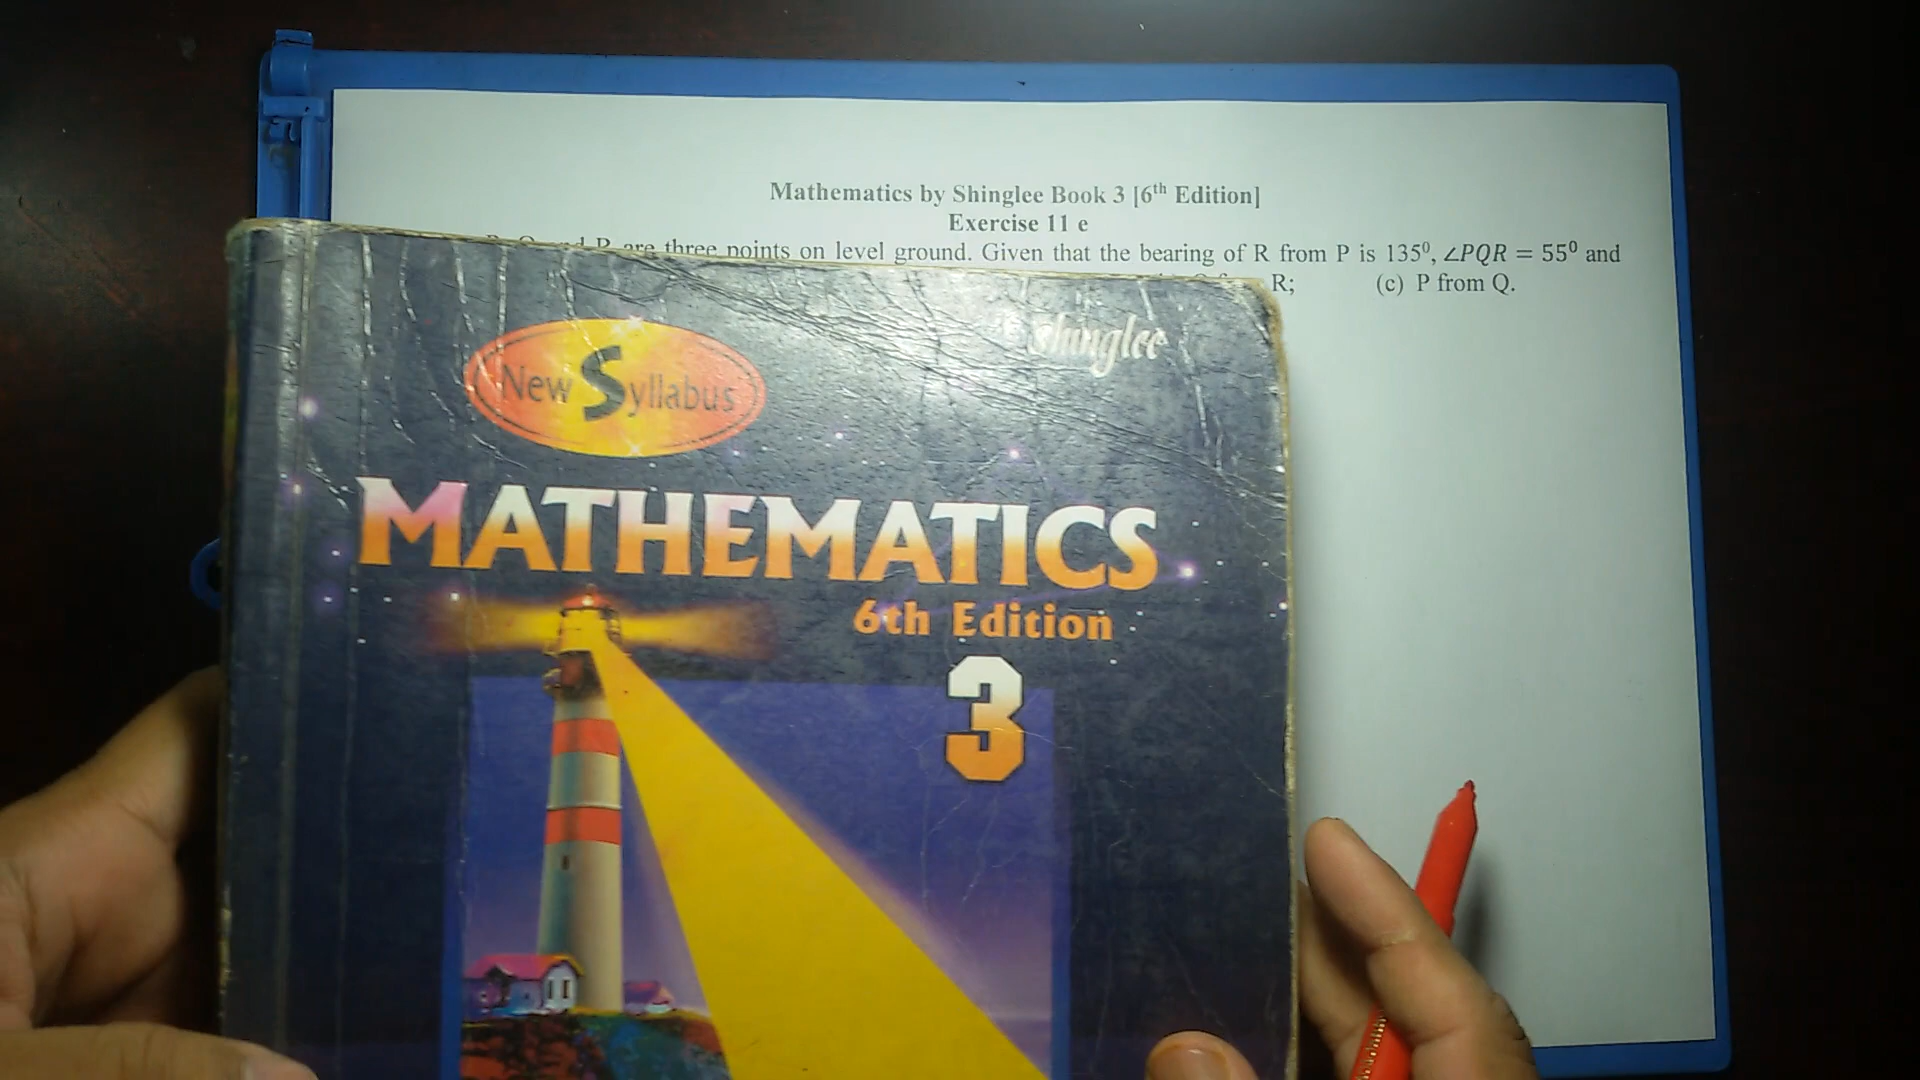 Mathematics by Shinglee Book 3 [6th Edition]
Exercise 11 e
are three points on level ground. Given that the bearing of R from P is 135⁰, ∠PQR = 55⁰ and
R; (c) P from Q.
shinglee
New Syllabus
MATHEMATICS
6th Edition
3